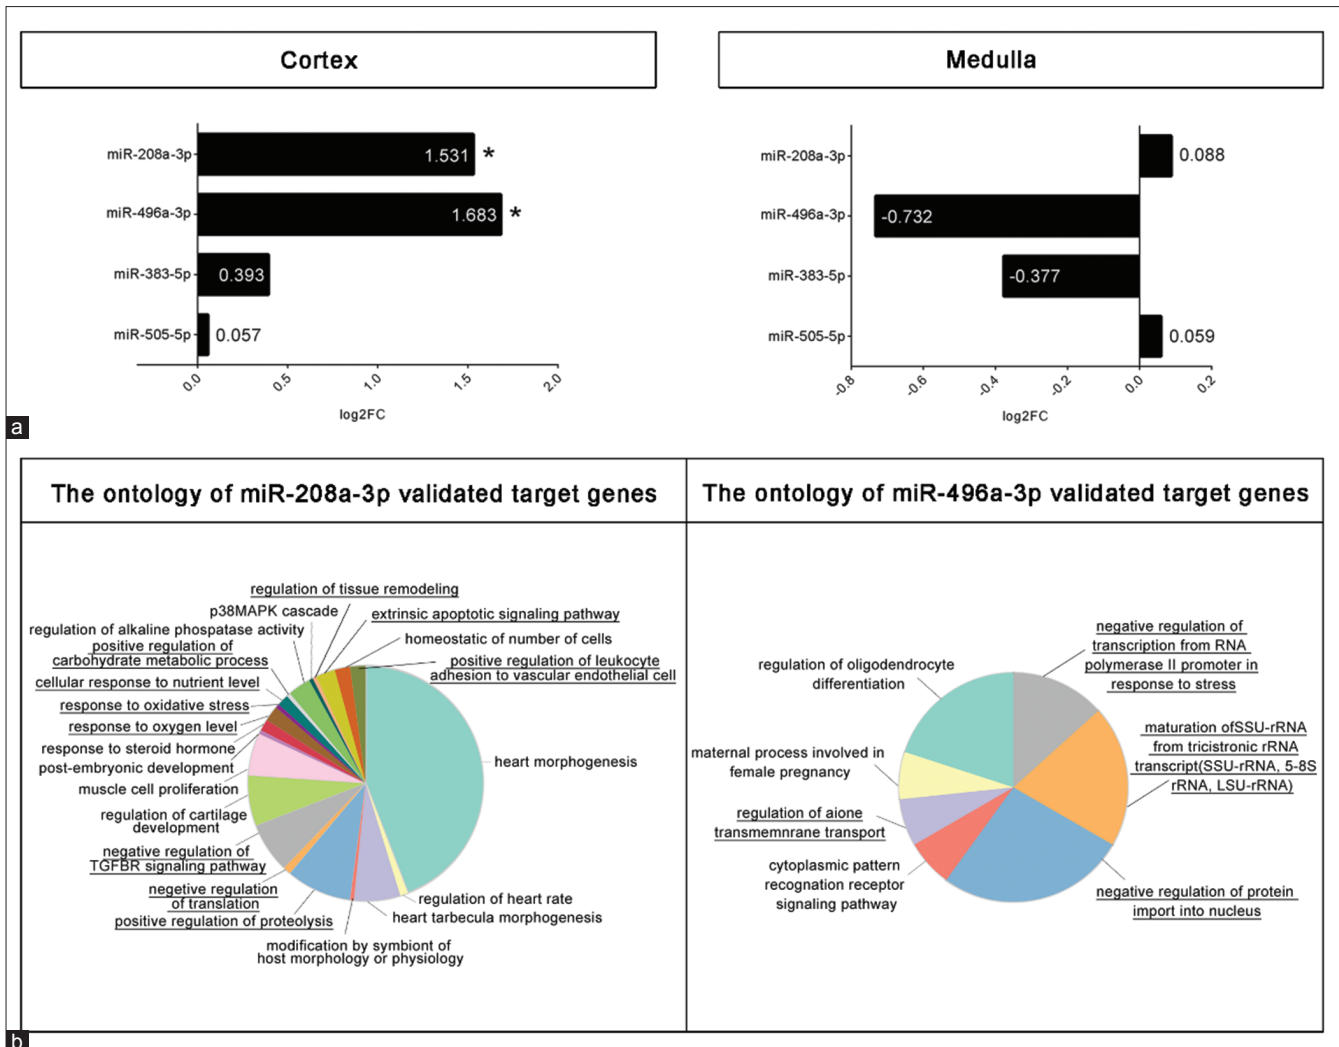 Cortex
miR-208a-3p
1.531
*
miR-496a-3p
1.683
*
miR-383-5p
0.393
miR-505-5p
0.057
0.0
0.5
1.0
1.5
2.0
log2FC
Medulla
miR-208a-3p
0.088
miR-496a-3p
-0.732
miR-383-5p
-0.377
miR-505-5p
0.059
-0.8
-0.6
-0.4
-0.2
0.0
0.2
log2FC
a
The ontology of miR-208a-3p validated target genes
regulation of tissue remodeling
p38MAPK cascade
extrinsic apoptotic signaling pathway
regulation of alkaline phospatase activity
homeostatic of number of cells
positive regulation of
carbohydrate metabolic process
positive regulation of leukocyte
adhesion to vascular endothelial cell
cellular response to nutrient level
response to oxidative stress
response to oxygen level
response to steroid hormone
post-embryonic development
muscle cell proliferation
heart morphogenesis
regulation of cartilage
development
negative regulation of
TGFBR signaling pathway
negetive regulation
of translation
positive regulation of proteolysis
regulation of heart rate
heart tarbecula morphogenesis
modification by symbiont of
host morphology or physiology
The ontology of miR-496a-3p validated target genes
negative regulation of
transcription from RNA
polymerase II promoter in
response to stress
regulation of oligodendrocyte
differentiation
maturation ofSSU-rRNA
from tricistronic rRNA
transcript(SSU-rRNA, 5-8S
rRNA, LSU-rRNA)
maternal process involved in
female pregnancy
regulation of aione
transmemnrane transport
cytoplasmic pattern
recognation receptor
signaling pathway
negative regulation of protein
import into nucleus
b